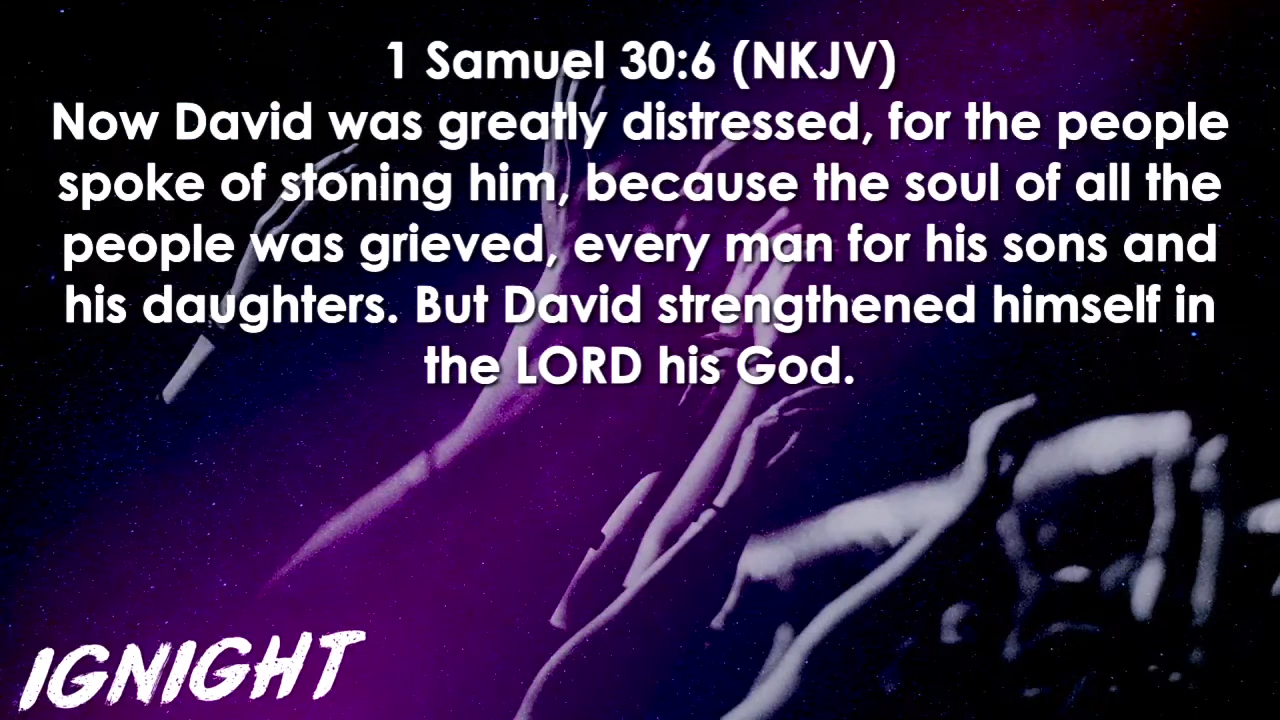 1 Samuel 30:6 (NKJV)
Now David was greatly distressed, for the people
spoke of stoning him, because the soul of all the
people was grieved, every man for his sons and
his daughters. But David strengthened himself in
the LORD his God.
IGNIGHT